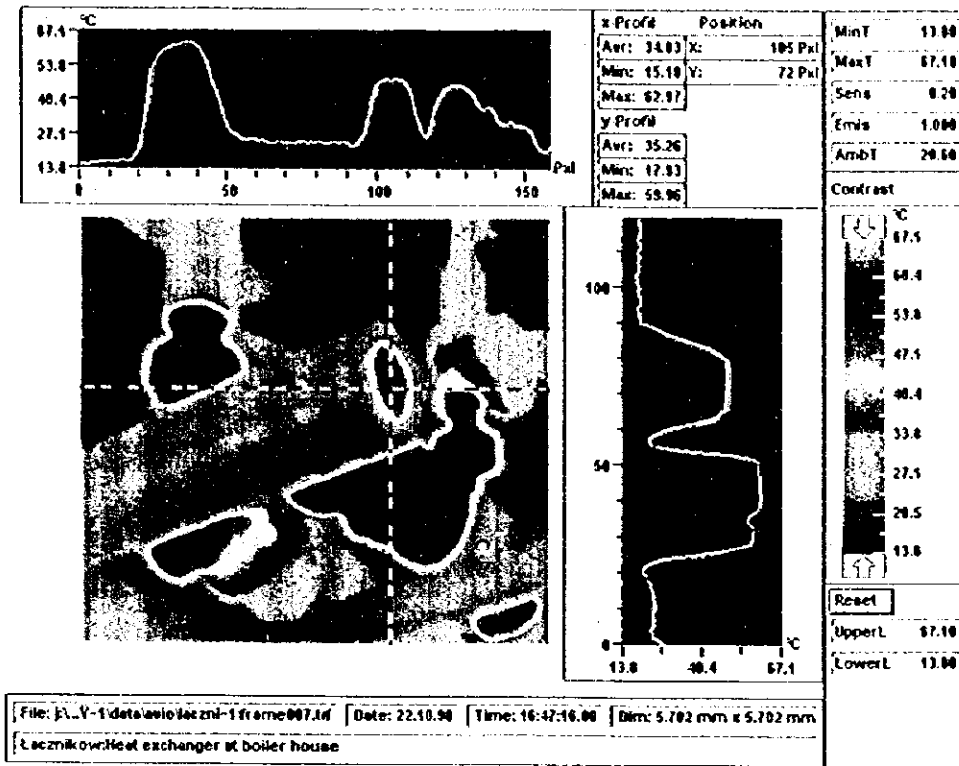 °C
67.1
53.8
40.4
27.1
13.8
0 50 100 150
Pxl
x-Profil Position
Avr: 34.03 X: 105 Pxl
Min: 15.10 Y: 72 Pxl
Max: 62.97
y-Profil
Avr: 35.26
Min: 17.93
Max: 59.96
MinT 13.80
MaxT 67.10
Sens 0.20
Emis 1.000
AmbT 20.60
Contrast
°C
67.5
60.4
53.8
47.5
40.4
33.8
27.5
20.5
13.8
100
50
0
°C
13.8 40.4 67.1
Reset
UpperL 67.10
LowerL 13.80
Date: 22.10.98 Time: 16:47:16.00 Dim: 5.702 mm x 5.702 mm
Łacznikow:Heat exchanger at boiler house